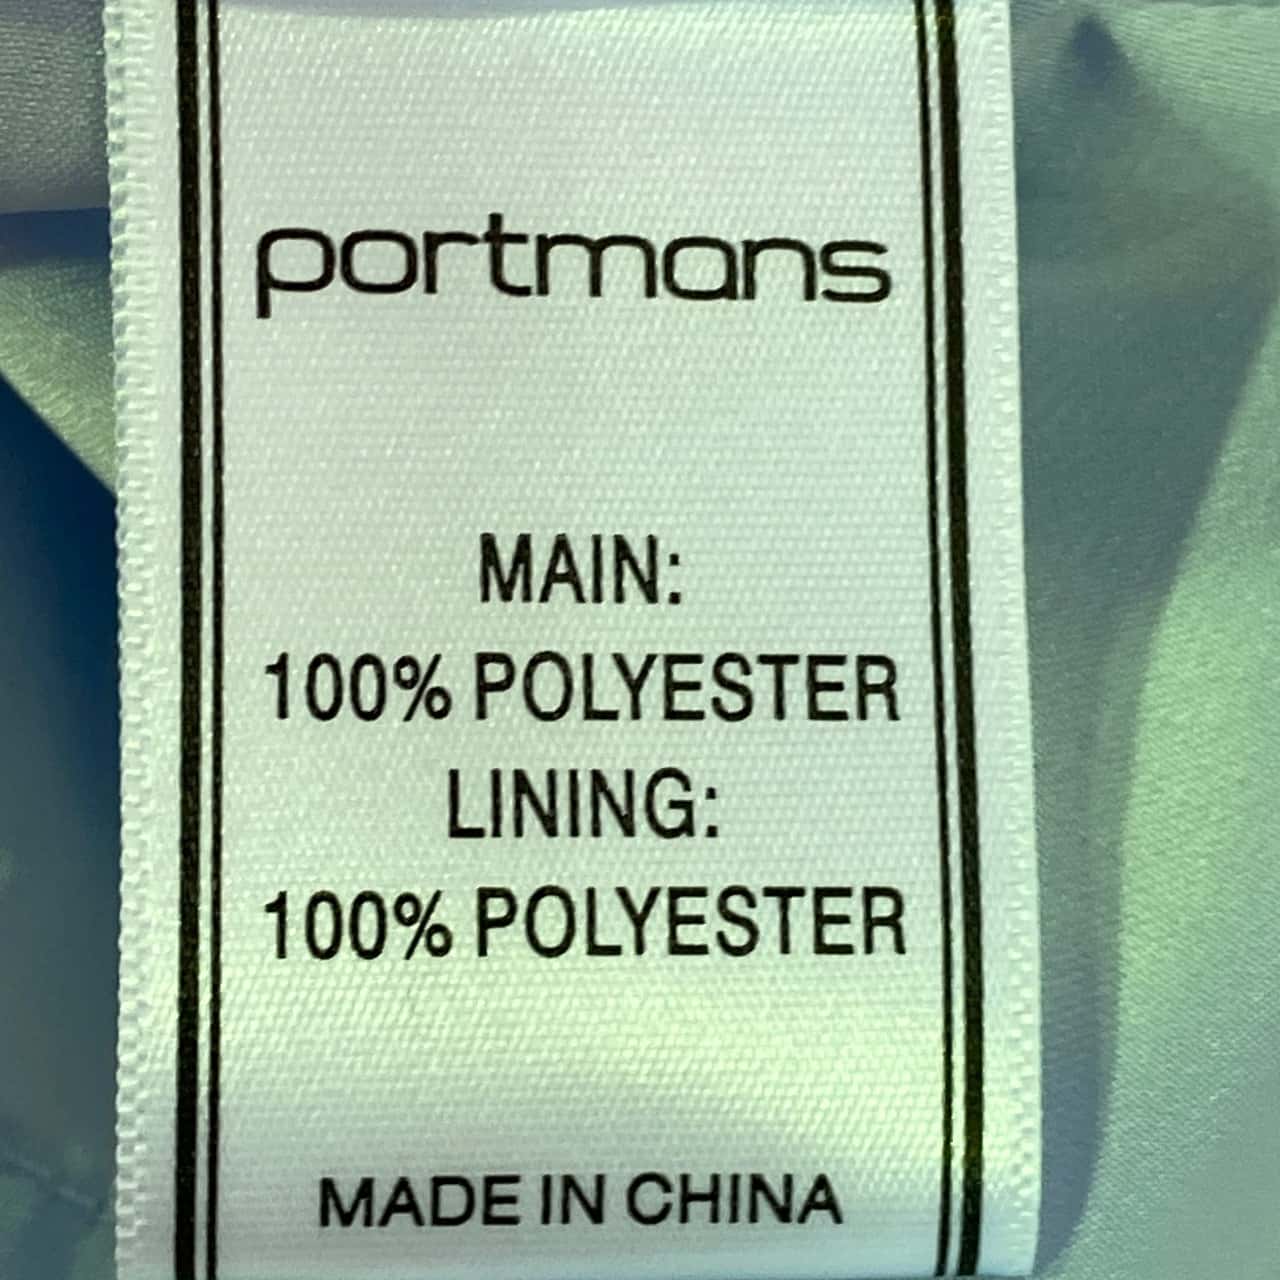 portmans
MAIN:
100% POLYESTER
LINING:
100% POLYESTER
MADE IN CHINA